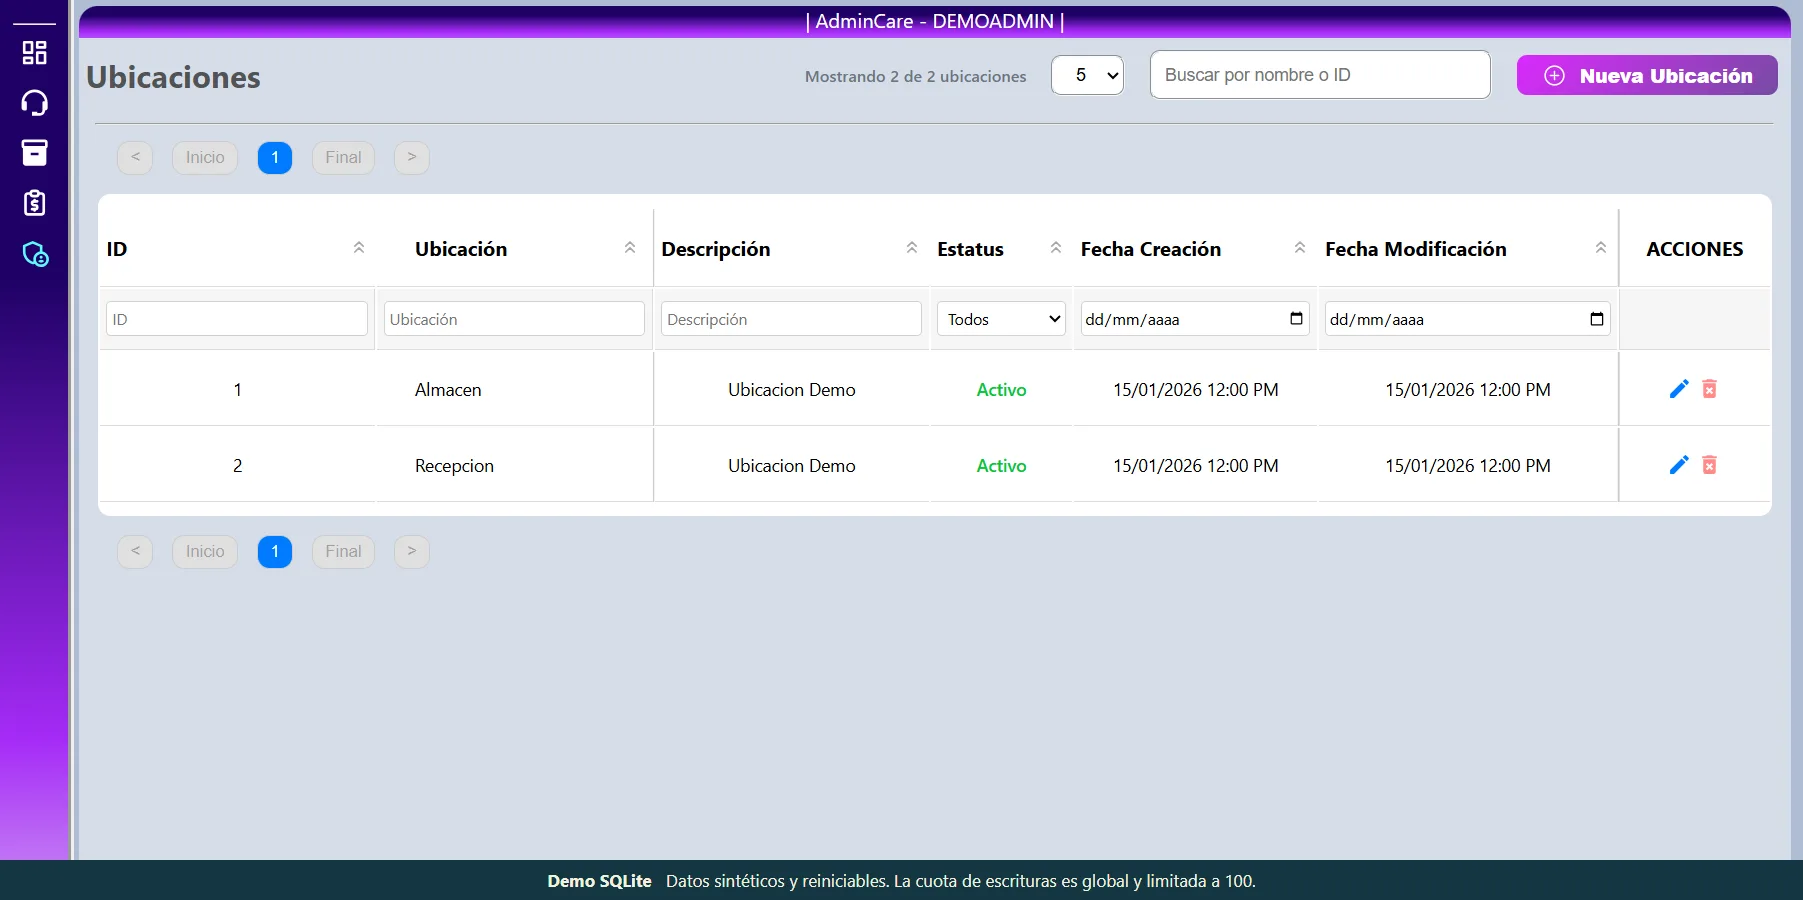 | AdminCare - DEMOADMIN |
Ubicaciones
Mostrando 2 de 2 ubicaciones
5
Buscar por nombre o ID
Nueva Ubicación
< Inicio 1 Final >
ID Ubicación Descripción Estatus Fecha Creación Fecha Modificación ACCIONES
ID Ubicación Descripción Todos dd/mm/aaaa dd/mm/aaaa
1 Almacen Ubicacion Demo Activo 15/01/2026 12:00 PM 15/01/2026 12:00 PM
2 Recepcion Ubicacion Demo Activo 15/01/2026 12:00 PM 15/01/2026 12:00 PM
< Inicio 1 Final >
Demo SQLite Datos sintéticos y reiniciables. La cuota de escrituras es global y limitada a 100.